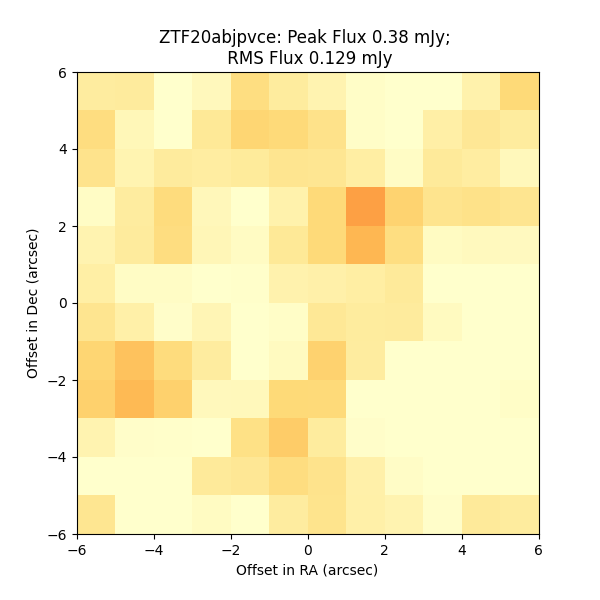 ZTF20abjpvce: Peak Flux 0.38 mJy;
RMS Flux 0.129 mJy
6
4
2
0
−2
−4
−6
Offset in Dec (arcsec)
−6 −4 −2 0 2 4 6
Offset in RA (arcsec)